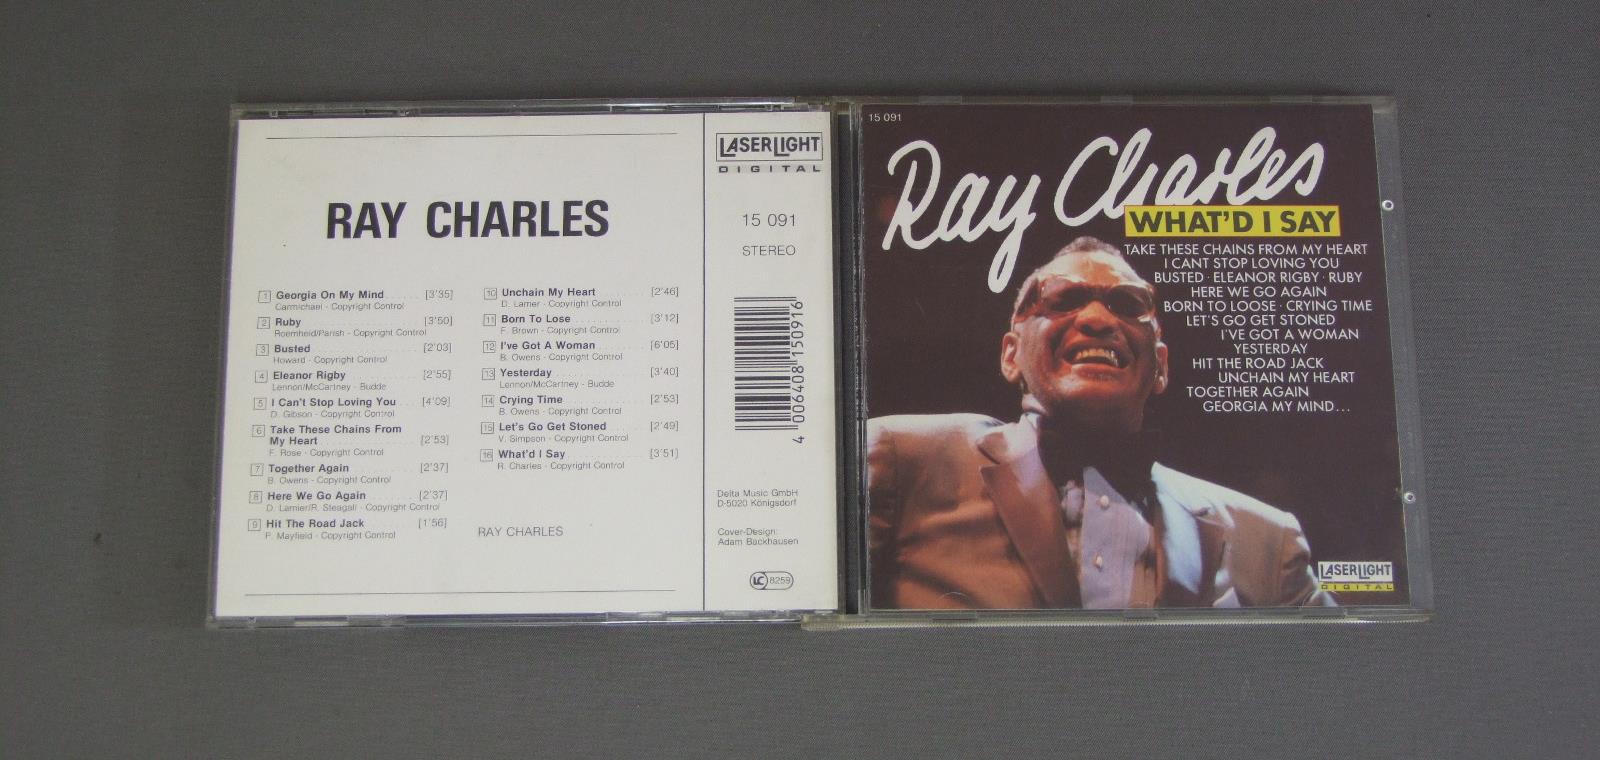 RAY CHARLES
1 Georgia On My Mind [3'35]
Carmichael - Copyright Control
2 Ruby [3'50]
Roemheld/Parish - Copyright Control
3 Busted [2'03]
Howard - Copyright Control
4 Eleanor Rigby [2'55]
Lennon/McCartney - Budde
5 I Can't Stop Loving You [4'09]
D. Gibson - Copyright Control
6 Take These Chains From
My Heart [2'53]
F. Rose - Copyright Control
7 Together Again [2'37]
B. Owens - Copyright Control
8 Here We Go Again [2'37]
D. Larnier/R. Steagall - Copyright Control
9 Hit The Road Jack [1'56]
P. Mayfield - Copyright Control
10 Unchain My Heart [2'46]
D. Lamer - Copyright Control
11 Born To Lose [3'12]
F. Brown - Copyright Control
12 I've Got A Woman [6'05]
B. Owens - Copyright Control
13 Yesterday [3'40]
Lennon/McCartney - Budde
14 Crying Time [2'53]
B. Owens - Copyright Control
15 Let's Go Get Stoned [2'49]
V. Simpson - Copyright Control
16 What'd I Say [3'51]
R. Charles - Copyright Control
RAY CHARLES
LASERLIGHT
DIGITAL
15 091
STEREO
4 006408 150916
Delta Music GmbH
D-5020 Königsdorf
Cover-Design:
Adam Backhausen
LC 8259
15 091
Ray Charles
WHAT'D I SAY
TAKE THESE CHAINS FROM MY HEART
I CANT STOP LOVING YOU
BUSTED · ELEANOR RIGBY · RUBY
HERE WE GO AGAIN
BORN TO LOOSE · CRYING TIME
LET'S GO GET STONED
I'VE GOT A WOMAN
YESTERDAY
HIT THE ROAD JACK
UNCHAIN MY HEART
TOGETHER AGAIN
GEORGIA MY MIND...
LASERLIGHT
DIGITAL